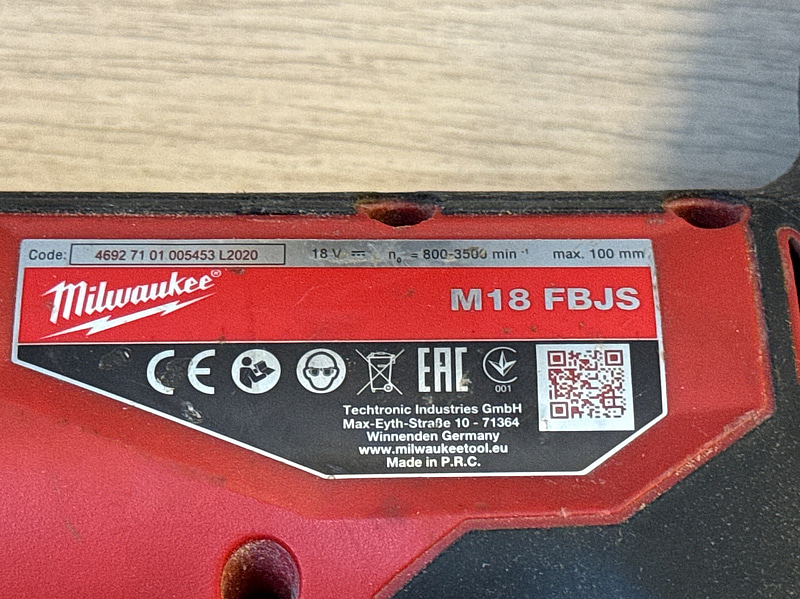 Code: 4692 71 01 005453 L2020 18 V ⎓ n₀ = 800-3500 min⁻¹ max. 100 mm
Milwaukee®
M18 FBJS
CE EAC
001
Techtronic Industries GmbH
Max-Eyth-Straße 10 - 71364
Winnenden Germany
www.milwaukeetool.eu
Made in P.R.C.